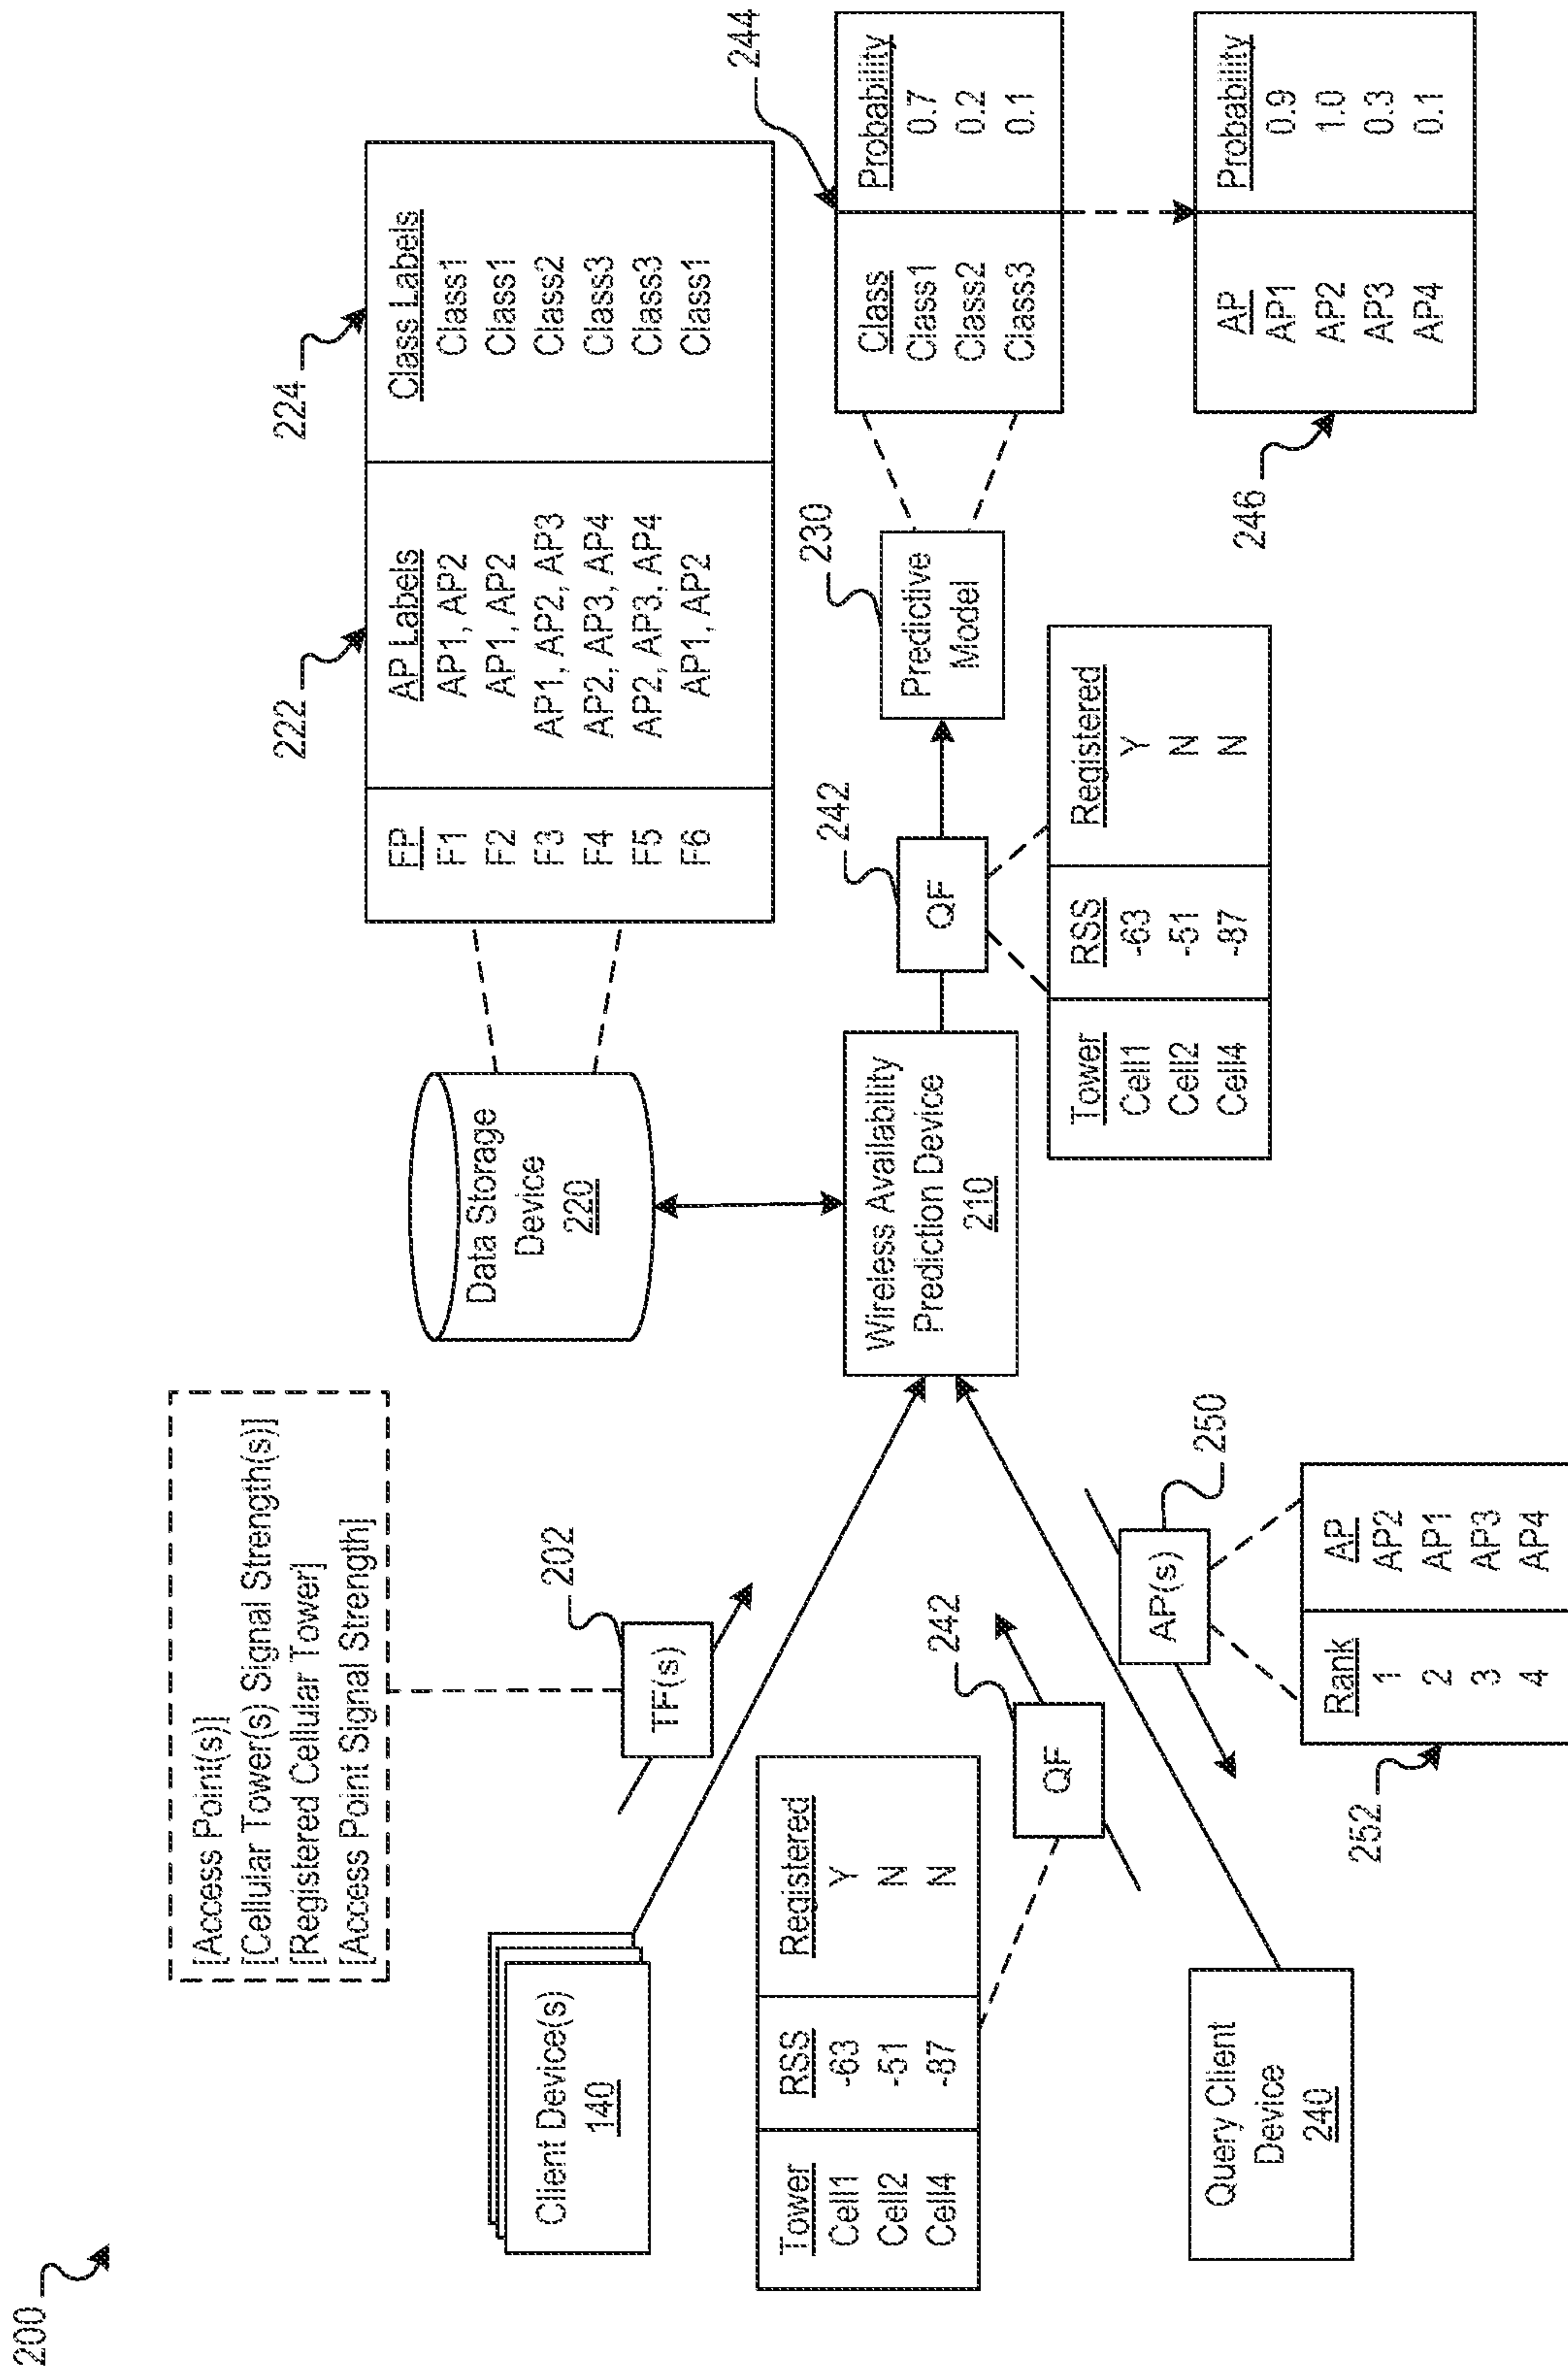 200
[Access Point(s)]
[Cellular Tower(s) Signal Strength(s)]
[Registered Cellular Tower]
[Access Point Signal Strength]
202
TF(s)
Client Device(s)
140
Data Storage
Device
220
222
224
FP AP Labels Class Labels
F1 AP1, AP2 Class1
F2 AP1, AP2 Class1
F3 AP1, AP2, AP3 Class2
F4 AP2, AP3, AP4 Class3
F5 AP2, AP3, AP4 Class3
F6 AP1, AP2 Class1
Tower RSS Registered
Cell1 -63 Y
Cell2 -51 N
Cell4 -87 N
242
QF
Wireless Availability
Prediction Device
210
242
QF
Tower RSS Registered
Cell1 -63 Y
Cell2 -51 N
Cell4 -87 N
230
Predictive
Model
244
Class Probability
Class1 0.7
Class2 0.2
Class3 0.1
246
AP Probability
AP1 0.9
AP2 1.0
AP3 0.3
AP4 0.1
Query Client
Device
240
250
AP(s)
252
Rank AP
1 AP2
2 AP1
3 AP3
4 AP4